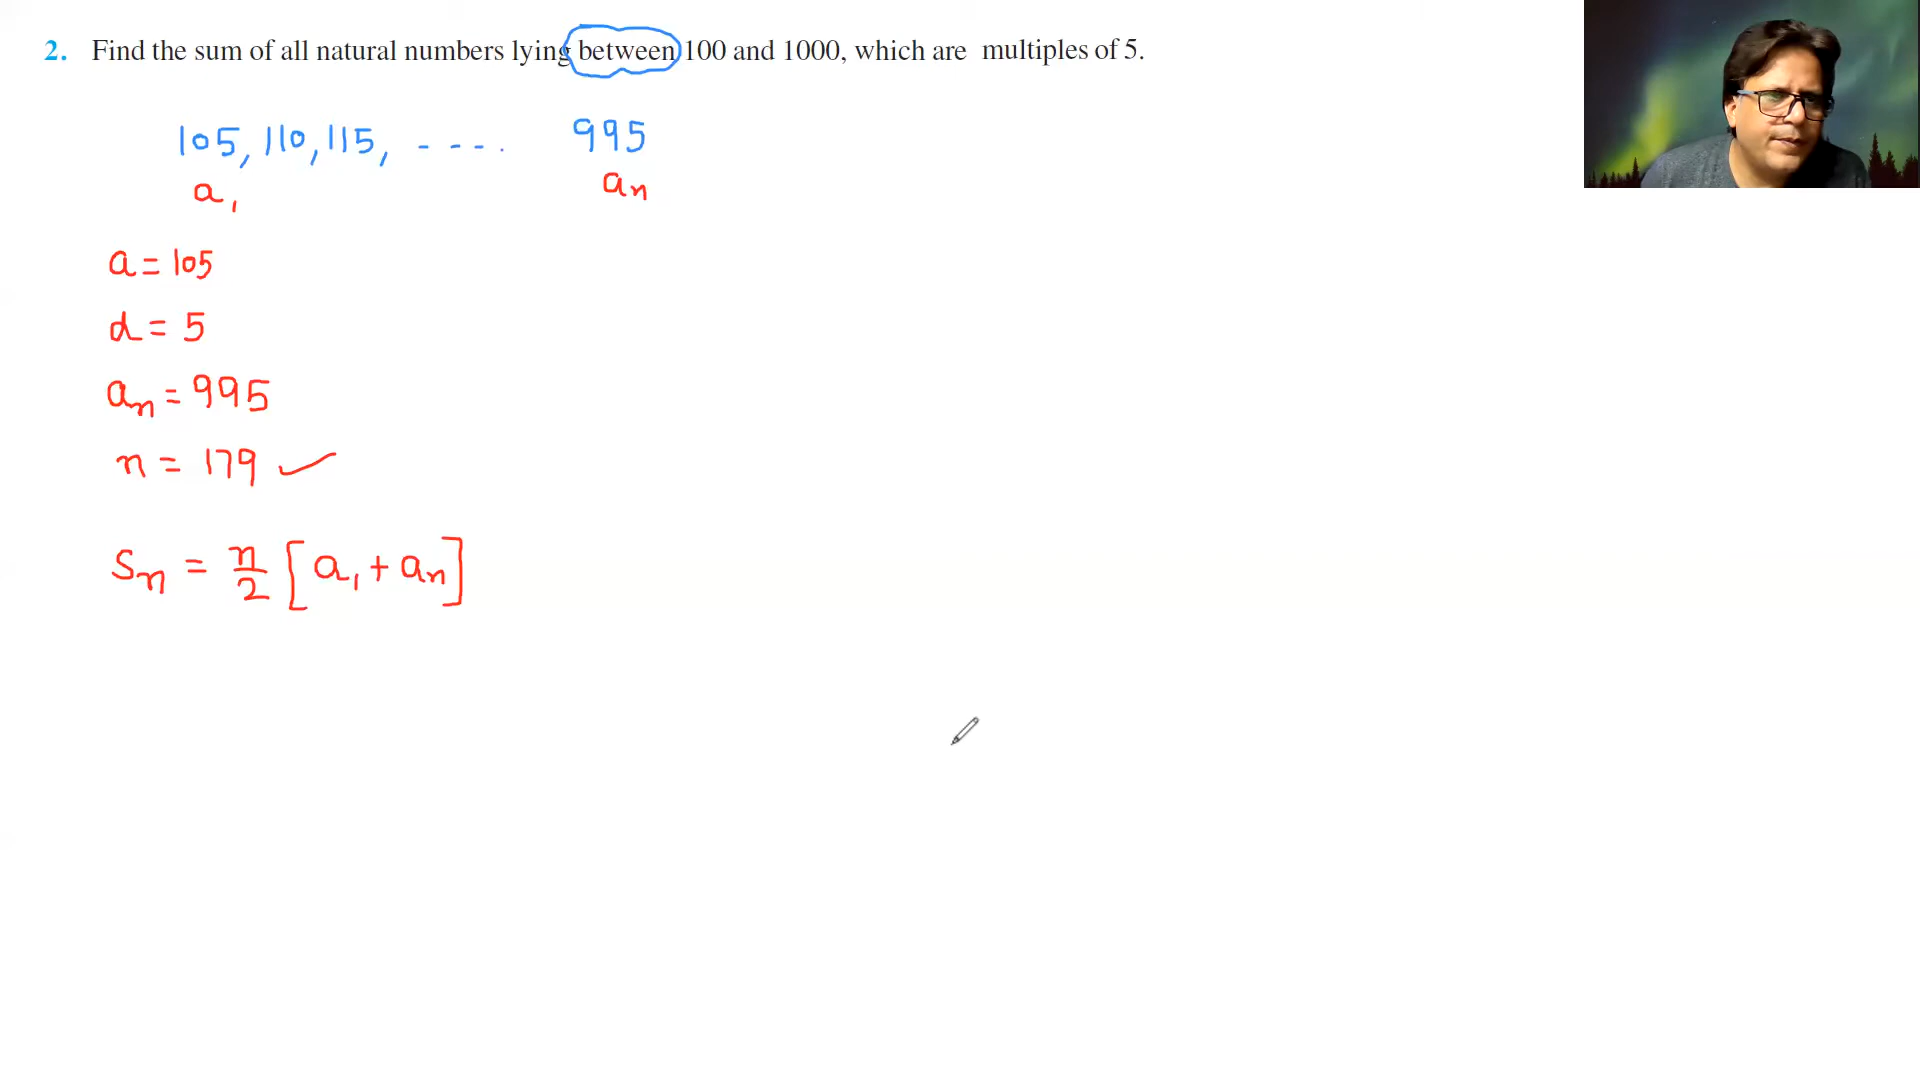 2. Find the sum of all natural numbers lying between 100 and 1000, which are multiples of 5.
105, 110, 115, - - - - . 995
a₁ aₙ
a = 105
d = 5
aₙ = 995
n = 179 ✓
Sₙ = n/2 [a₁ + aₙ]